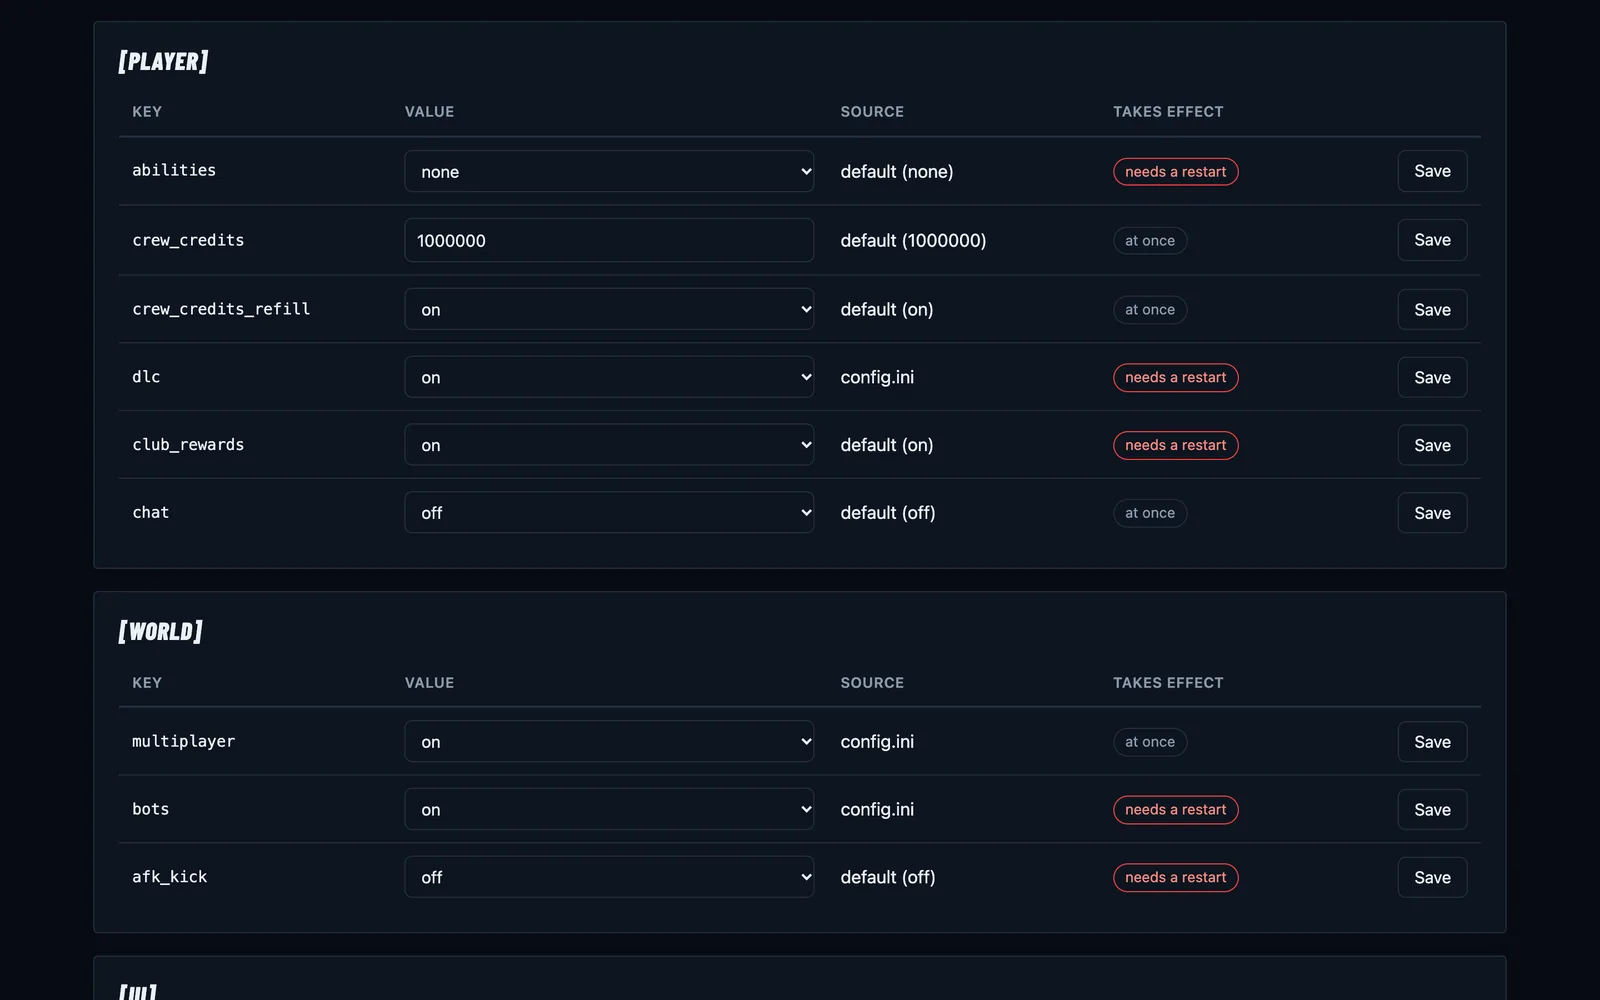 [PLAYER]
KEY VALUE SOURCE TAKES EFFECT
abilities none default (none) needs a restart Save
crew_credits 1000000 default (1000000) at once Save
crew_credits_refill on default (on) at once Save
dlc on config.ini needs a restart Save
club_rewards on default (on) needs a restart Save
chat off default (off) at once Save
[WORLD]
KEY VALUE SOURCE TAKES EFFECT
multiplayer on config.ini at once Save
bots on config.ini needs a restart Save
afk_kick off default (off) needs a restart Save
[UI]